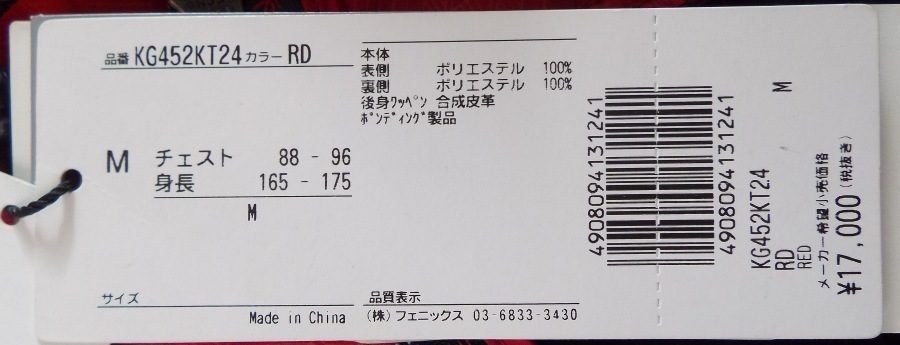 品番 KG452KT24 カラー RD
M チェスト 88 - 96
身長 165 - 175
M
サイズ
Made in China
本体
表側 ポリエステル 100%
裏側 ポリエステル 100%
後身ワッペン 合成皮革
ボンディング製品
品質表示
(株) フェニックス 03-6833-3430
4908094131241
4908094131241
KG452KT24 M
RD
RED
メーカー希望小売価格
¥17,000 (税抜き)